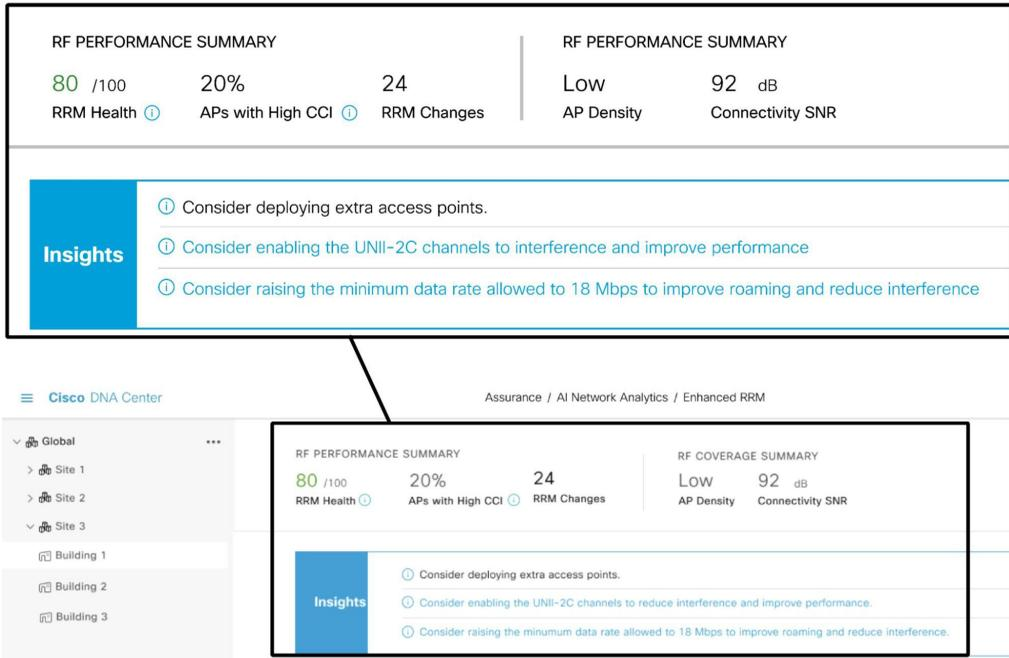 RF PERFORMANCE SUMMARY RF PERFORMANCE SUMMARY
80 /100 20% 24 Low 92 dB
RRM Health APs with High CCI RRM Changes AP Density Connectivity SNR
Insights
Consider deploying extra access points.
Consider enabling the UNII-2C channels to interference and improve performance
Consider raising the minimum data rate allowed to 18 Mbps to improve roaming and reduce interference
Cisco DNA Center Assurance / AI Network Analytics / Enhanced RRM
Global
Site 1
Site 2
Site 3
Building 1
Building 2
Building 3
RF PERFORMANCE SUMMARY RF COVERAGE SUMMARY
80 /100 20% 24 Low 92 dB
RRM Health APs with High CCI RRM Changes AP Density Connectivity SNR
Insights
Consider deploying extra access points.
Consider enabling the UNII-2C channels to reduce interference and improve performance.
Consider raising the minumum data rate allowed to 18 Mbps to improve roaming and reduce interference.